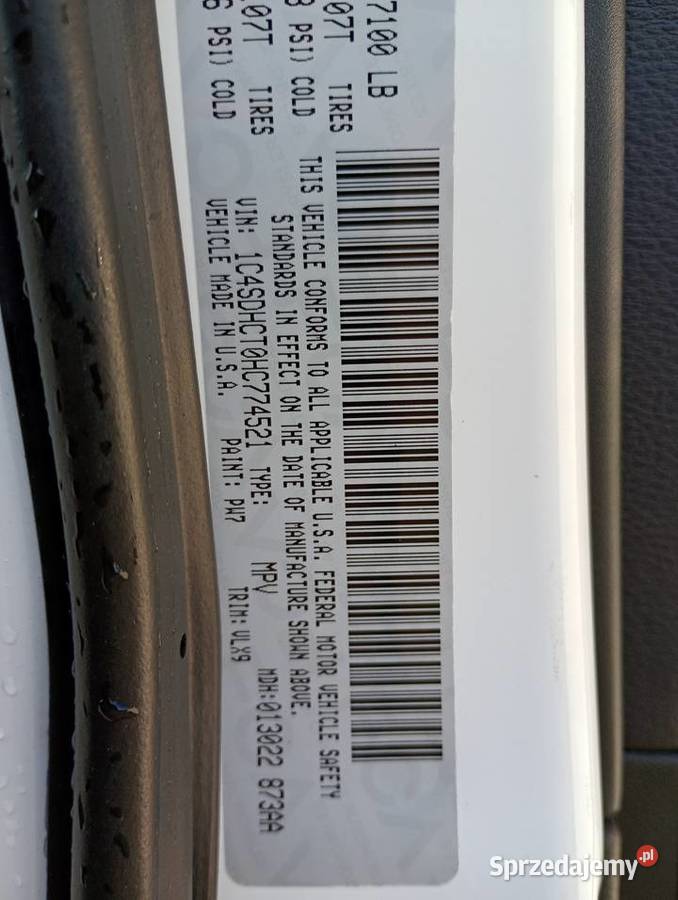 7100 LB
07T TIRES
8 PSI) COLD
.07T TIRES
6 PSI) COLD
THIS VEHICLE CONFORMS TO ALL APPLICABLE U.S.A. FEDERAL MOTOR VEHICLE SAFETY
STANDARDS IN EFFECT ON THE DATE OF MANUFACTURE SHOWN ABOVE.
VIN: 1C4SDHCT0HC774521 TYPE: MPV MDH:013022 873AA
VEHICLE MADE IN U.S.A. PAINT: PW7 TRIM: VLX9
Sprzedajemy.pl